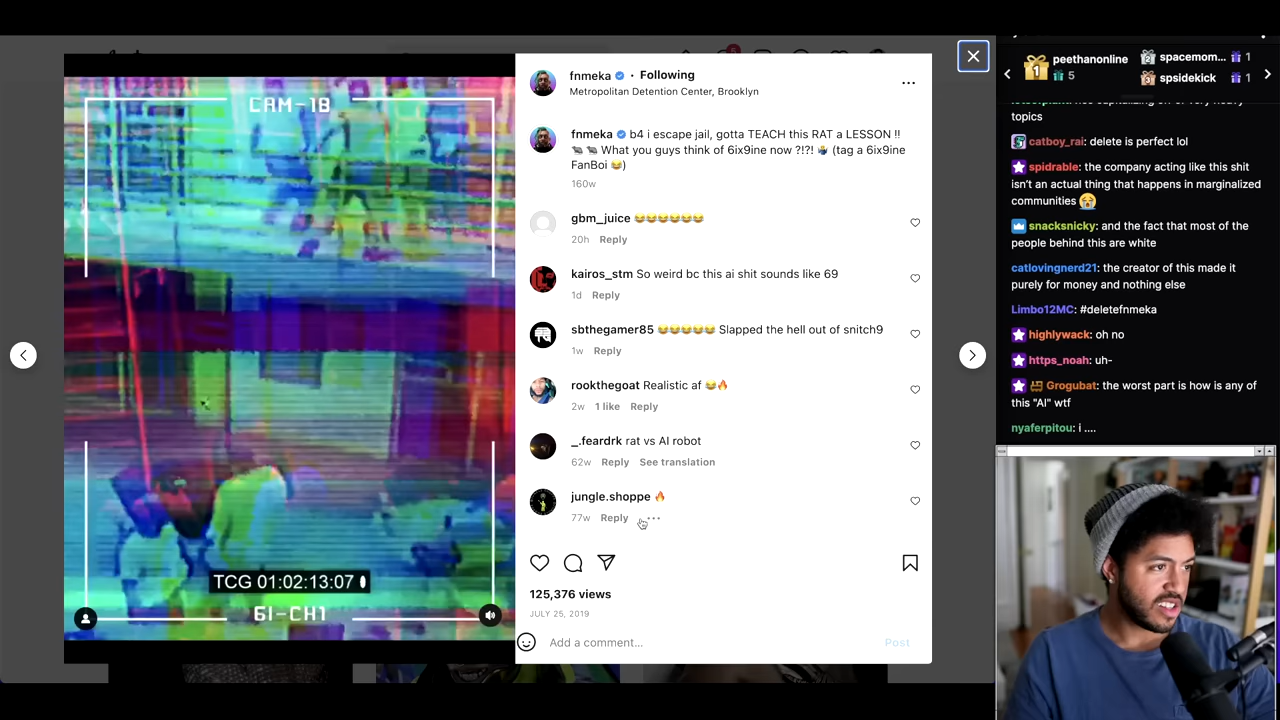 CAM-1B
TCG 01:02:13:07
6I-CH1
fnmeka • Following
Metropolitan Detention Center, Brooklyn
fnmeka b4 i escape jail, gotta TEACH this RAT a LESSON !!
🐀 🐀 What you guys think of 6ix9ine now ?!?! (tag a 6ix9ine
FanBoi 😂)
160w
gbm_juice 😂😂😂😂😂😂
20h Reply
kairos_stm So weird bc this ai shit sounds like 69
1d Reply
sbthegamer85 😂😂😂😂😂 Slapped the hell out of snitch9
1w Reply
rookthegoat Realistic af 😂🔥
2w 1 like Reply
_.feardrk rat vs AI robot
62w Reply See translation
jungle.shoppe 🔥
77w Reply
125,376 views
JULY 25, 2019
Add a comment...
Post
1 peethanonline
5
2 spacemom... 1
3 spsidekick 1
topics
catboy_rai: delete is perfect lol
spidrable: the company acting like this shit
isn't an actual thing that happens in marginalized
communities 😭
snacksnicky: and the fact that most of the
people behind this are white
catlovingnerd21: the creator of this made it
purely for money and nothing else
Limbo12MC: #deletefnmeka
highlywack: oh no
https_noah: uh-
Grogubat: the worst part is how is any of
this "AI" wtf
nyaferpitou: i ....